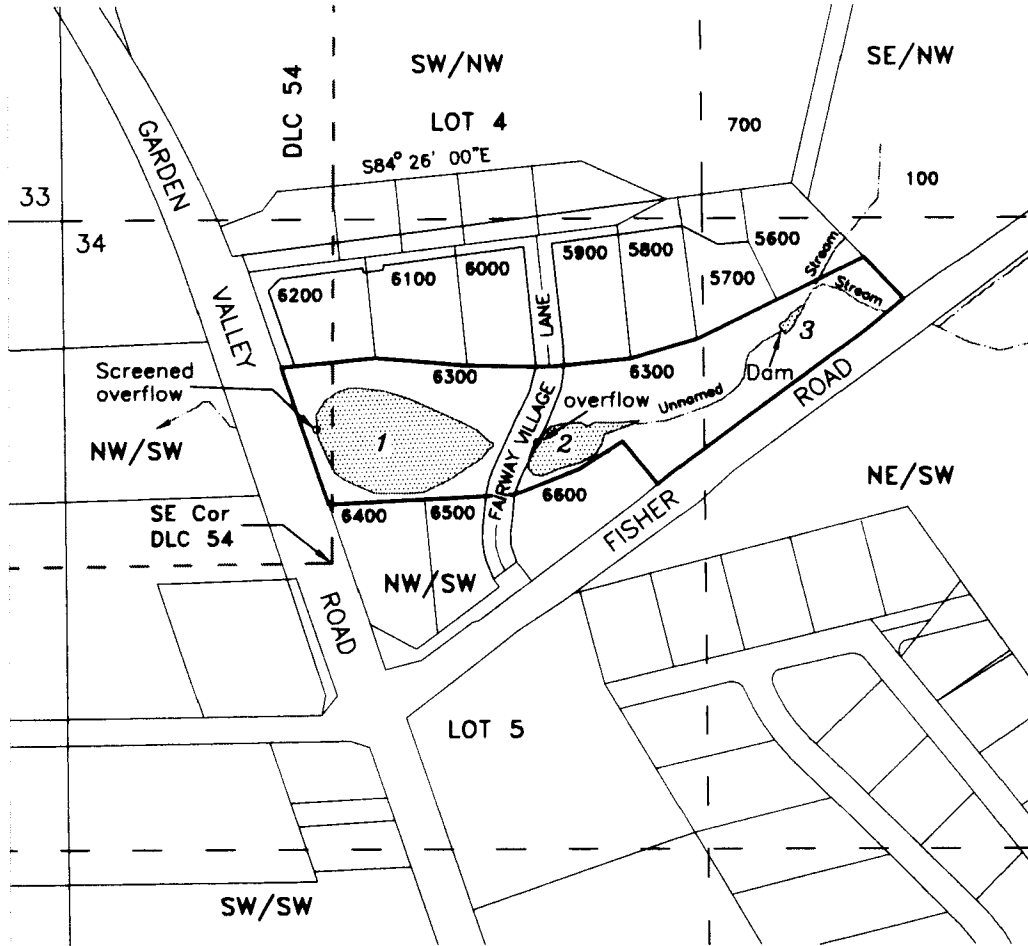 SW/NW
SE/NW
DLC 54
LOT 4
700
S84° 26' 00"E
100
33
34
GARDEN
VALLEY
ROAD
6200
6100
6000
5900
5800
5700
5600
Stream
Stream
LANE
FAIRWAY VILLAGE
6300
6300
3
Dam
Screened
overflow
overflow
Unnamed
1
2
ROAD
FISHER
NW/SW
NE/SW
6400
6500
6600
SE Cor
DLC 54
NW/SW
LOT 5
SW/SW